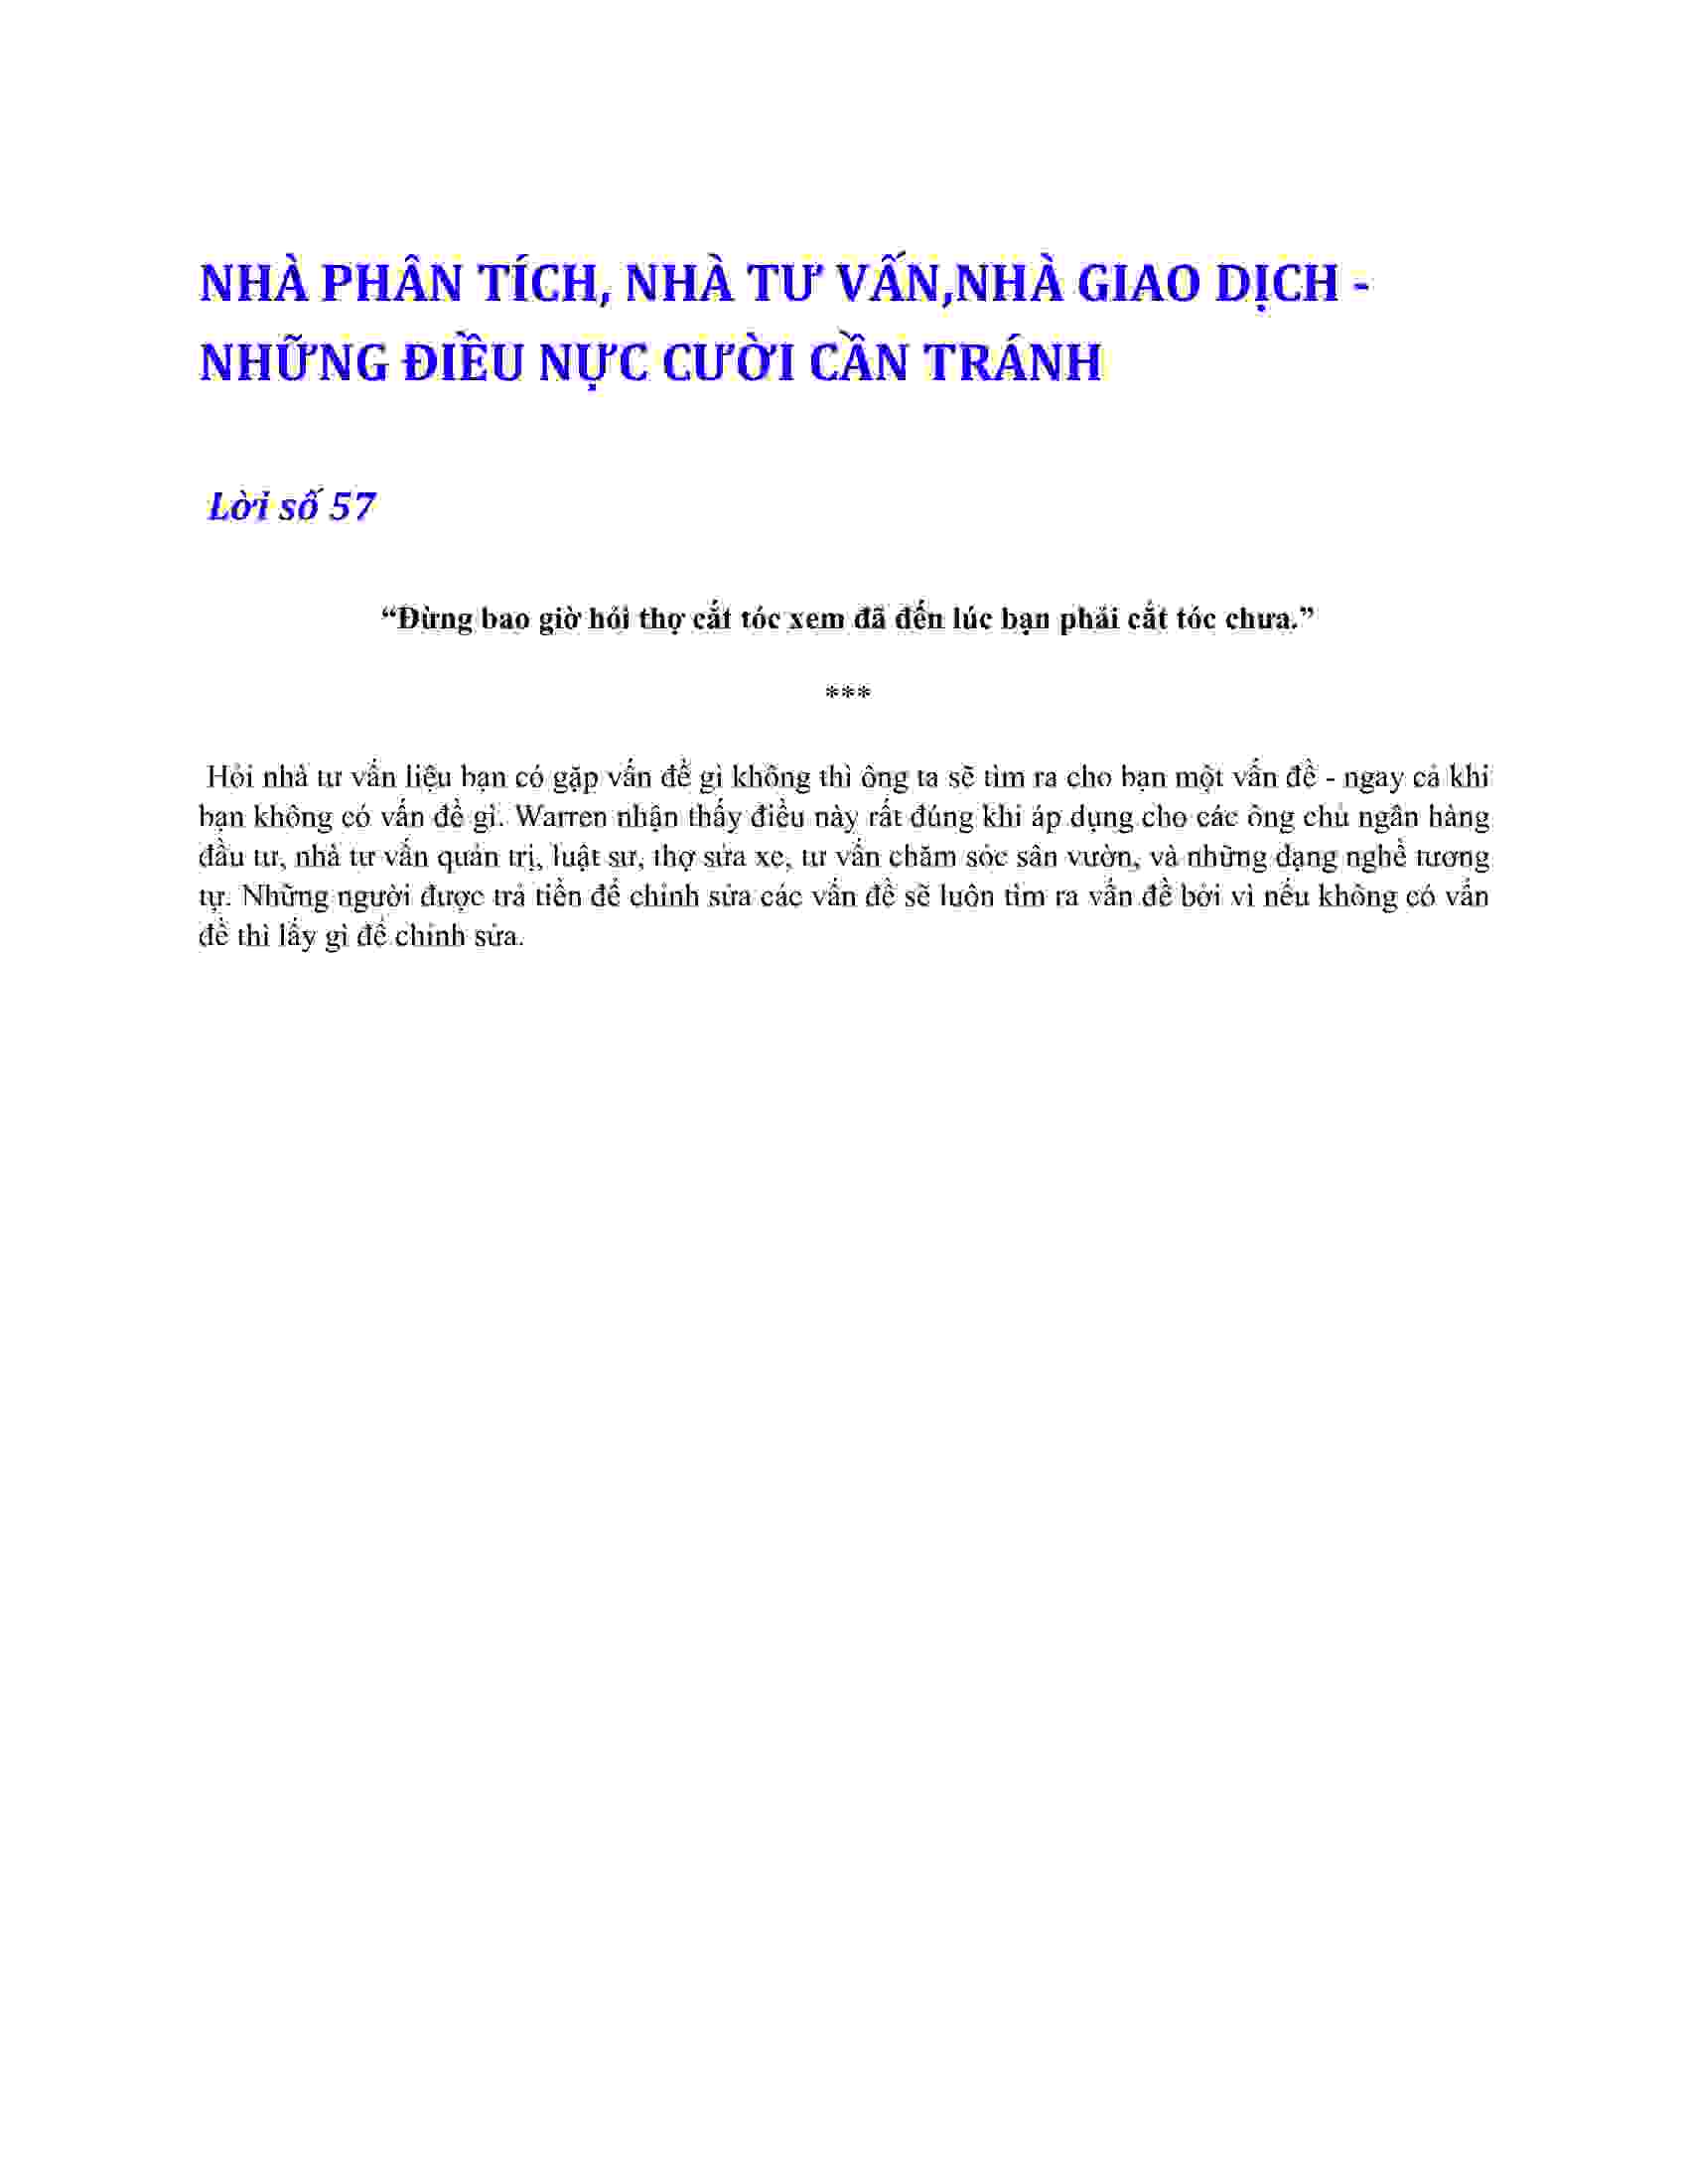 NHÀ PHÂN TÍCH, NHÀ TƯ VẤN,NHÀ GIAO DỊCH -
NHỮNG ĐIỀU NỰC CƯỜI CẦN TRÁNH
Lời số 57
“Đừng bao giờ hỏi thợ cắt tóc xem đã đến lúc bạn phải cắt tóc chưa.”
***
Hỏi nhà tư vấn liệu bạn có gặp vấn đề gì không thì ông ta sẽ tìm ra cho bạn một vấn đề - ngay cả khi
bạn không có vấn đề gì. Warren nhận thấy điều này rất đúng khi áp dụng cho các ông chủ ngân hàng
đầu tư, nhà tư vấn quản trị, luật sư, thợ sửa xe, tư vấn chăm sóc sân vườn, và những dạng nghề tương
tự. Những người được trả tiền để chỉnh sửa các vấn đề sẽ luôn tìm ra vấn đề bởi vì nếu không có vấn
đề thì lấy gì để chỉnh sửa.